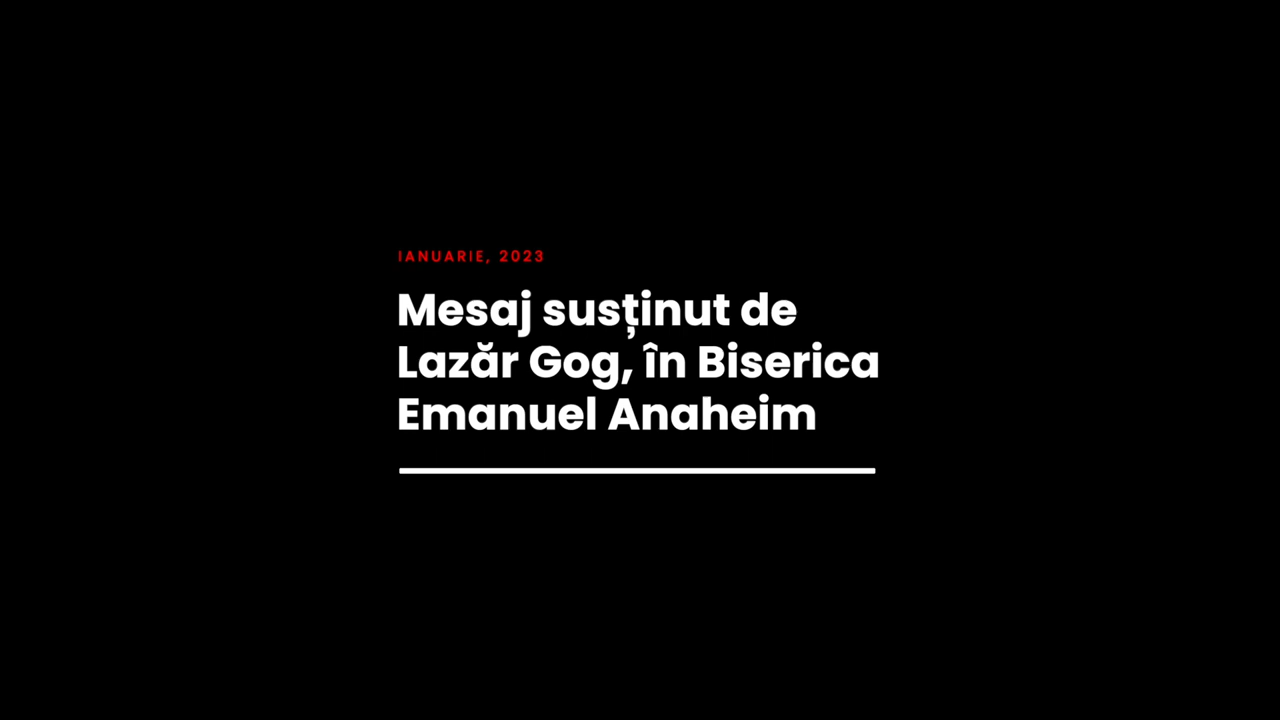 IANUARIE, 2023
Mesaj susținut de
Lazăr Gog, în Biserica
Emanuel Anaheim